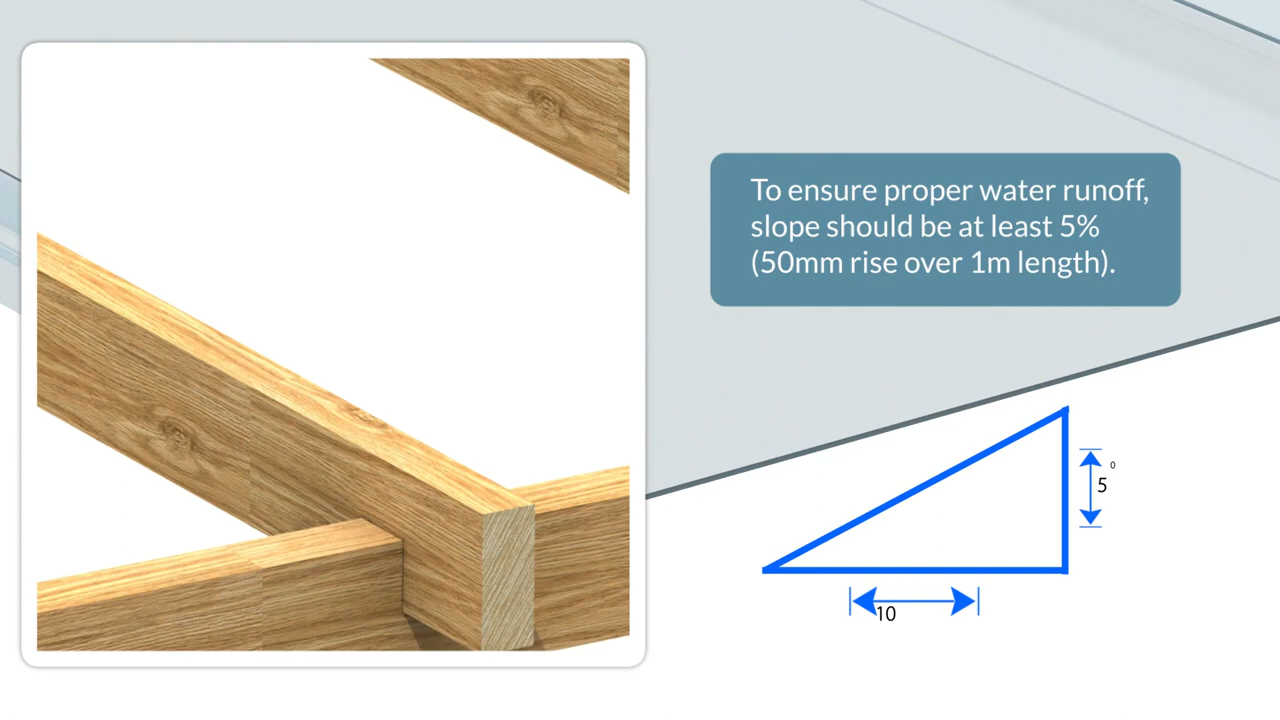 To ensure proper water runoff,
slope should be at least 5%
(50mm rise over 1m length).
o
5
10